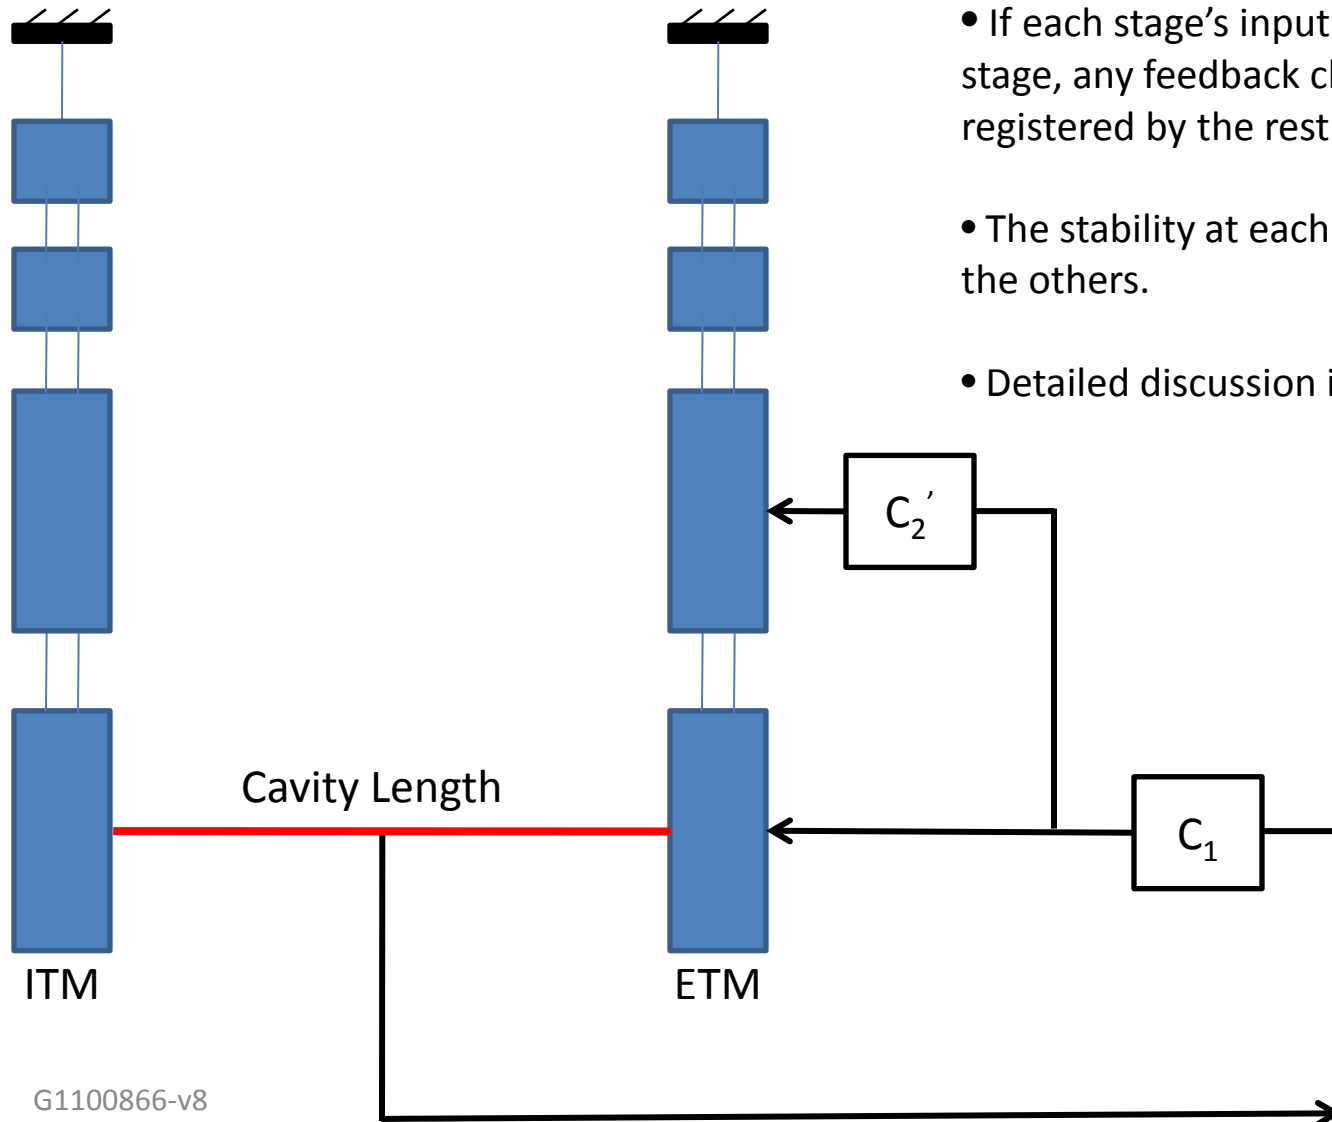 • If each stage’s input
stage, any feedback c
registered by the rest
• The stability at each
the others.
• Detailed discussion i
C₂’
Cavity Length
C₁
ITM
ETM
G1100866-v8